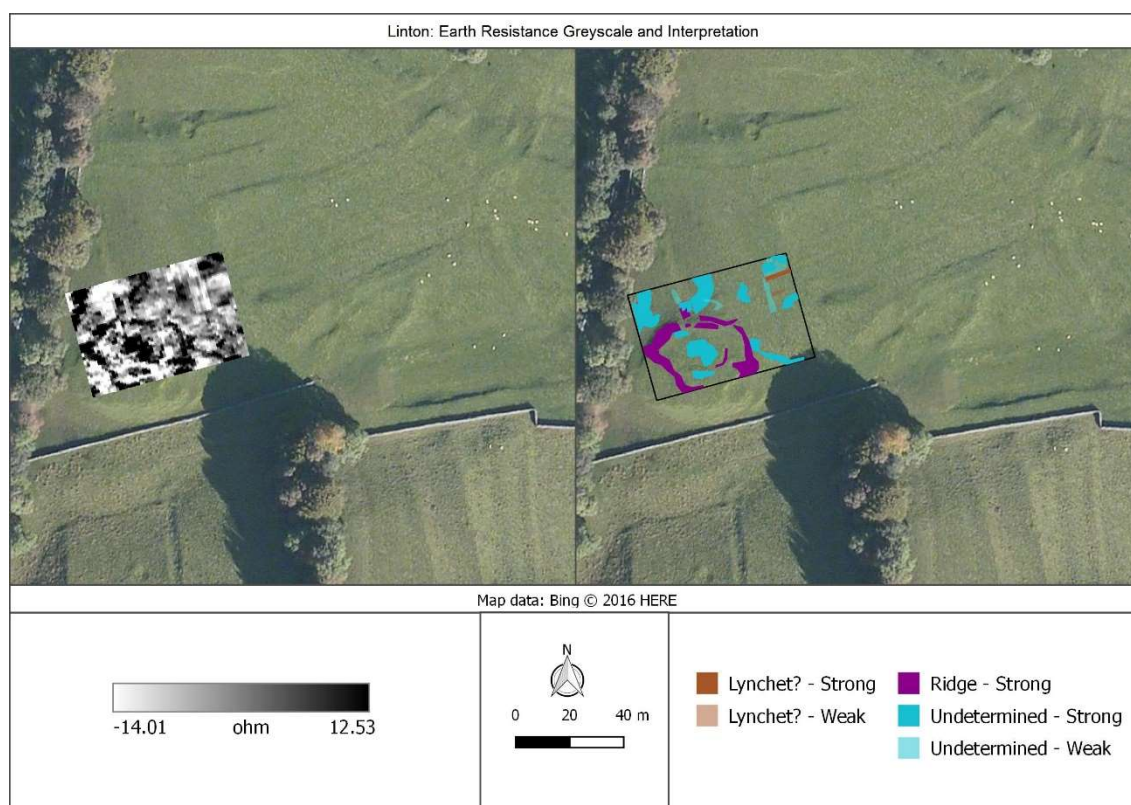 Linton: Earth Resistance Greyscale and Interpretation
Map data: Bing © 2016 HERE
-14.01 ohm 12.53
N
0 20 40 m
Lynchet? - Strong
Lynchet? - Weak
Ridge - Strong
Undetermined - Strong
Undetermined - Weak